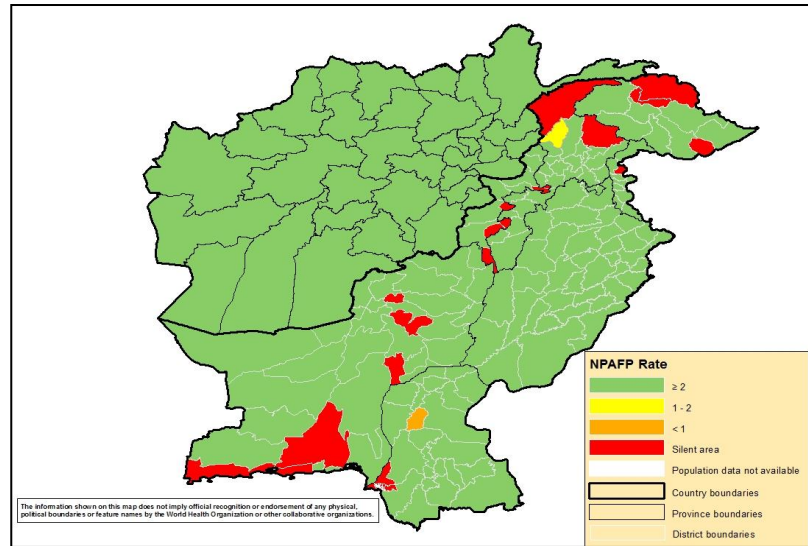 NPAFP Rate
≥ 2
1 - 2
< 1
Silent area
Population data not available
Country boundaries
Province boundaries
District boundaries
The information shown on this map does not imply official recognition or endorsement of any physical,
political boundaries or feature names by the World Health Organization or other collaborative organizations.